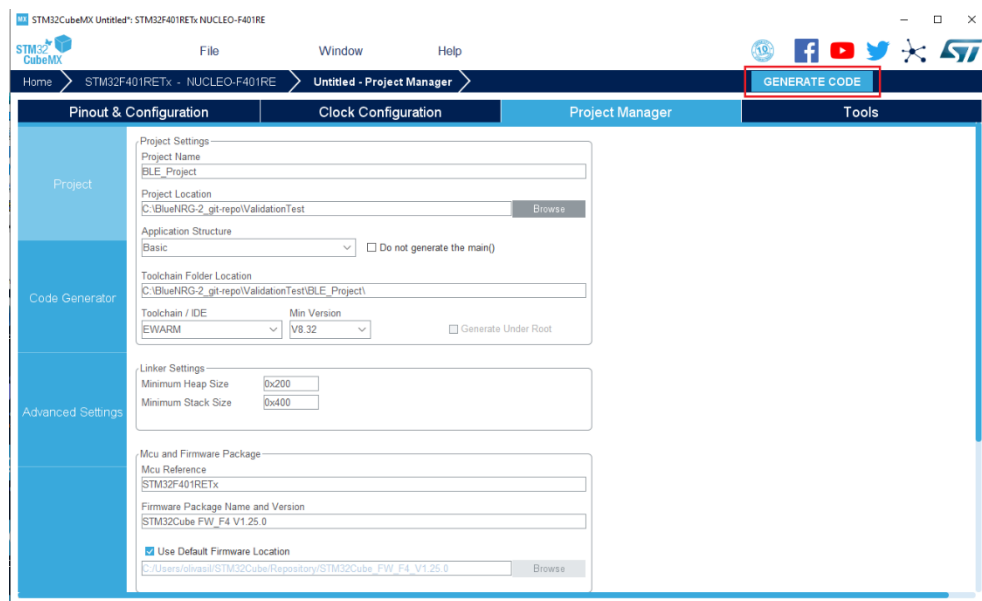 MX STM32CubeMX Untitled*: STM32F401RETx NUCLEO-F401RE
STM32 CubeMX
File Window Help
10
Home STM32F401RETx - NUCLEO-F401RE Untitled - Project Manager GENERATE CODE
Pinout & Configuration Clock Configuration Project Manager Tools
Project
Code Generator
Advanced Settings
Project Settings
Project Name
BLE_Project
Project Location
C:\BlueNRG-2_git-repo\ValidationTest Browse
Application Structure
Basic Do not generate the main()
Toolchain Folder Location
C:\BlueNRG-2_git-repo\ValidationTest\BLE_Project\
Toolchain / IDE Min Version
EWARM V8.32 Generate Under Root
Linker Settings
Minimum Heap Size 0x200
Minimum Stack Size 0x400
Mcu and Firmware Package
Mcu Reference
STM32F401RETx
Firmware Package Name and Version
STM32Cube FW_F4 V1.25.0
Use Default Firmware Location
C:/Users/olivasil/STM32Cube/Repository/STM32Cube_FW_F4_V1.25.0 Browse